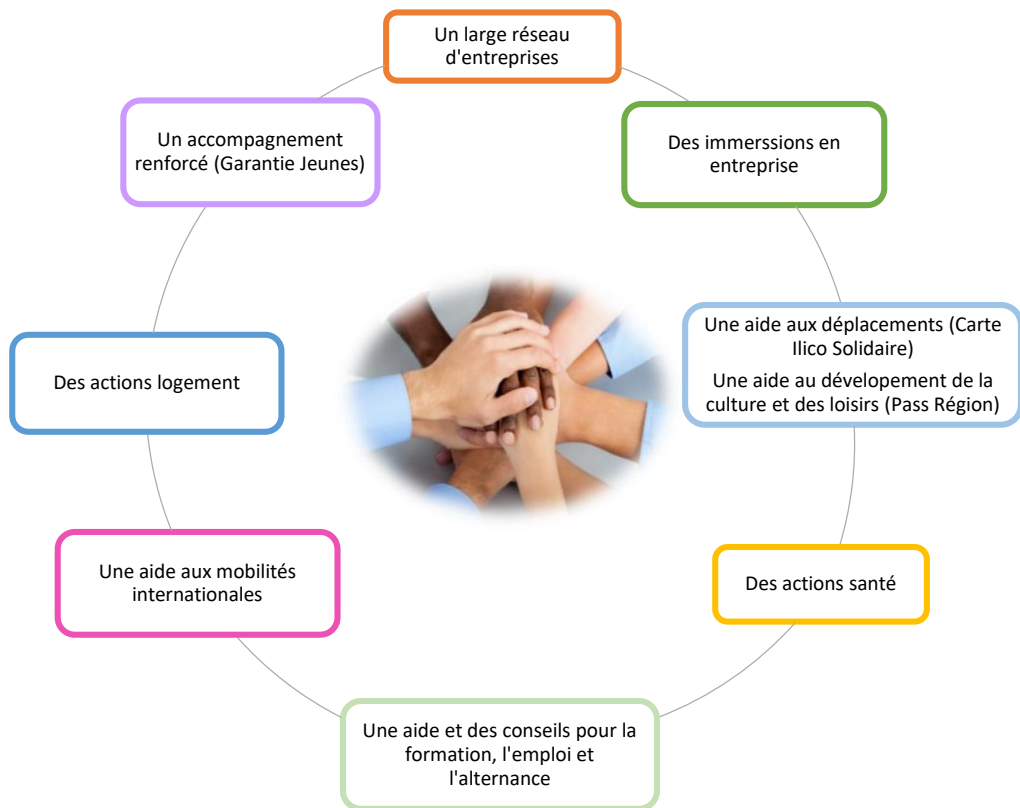 Un large réseau
d'entreprises
Un accompagnement
renforcé (Garantie Jeunes)
Des immerssions en
entreprise
Une aide aux déplacements (Carte
Ilico Solidaire)
Une aide au dévelopement de la
culture et des loisirs (Pass Région)
Des actions logement
Une aide aux mobilités
internationales
Des actions santé
Une aide et des conseils pour la
formation, l'emploi et
l'alternance